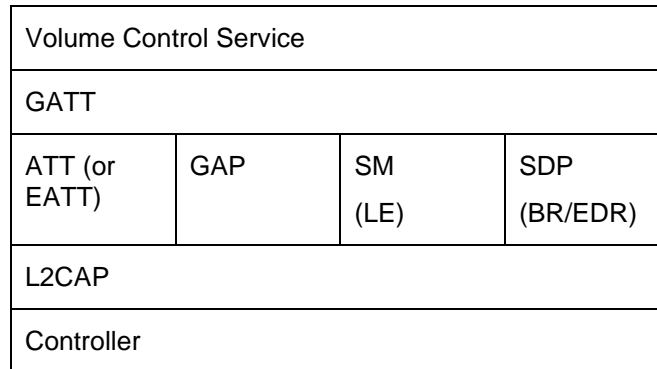 Volume Control Service
GATT
ATT (or
EATT)
GAP
SM
(LE)
SDP
(BR/EDR)
L2CAP
Controller